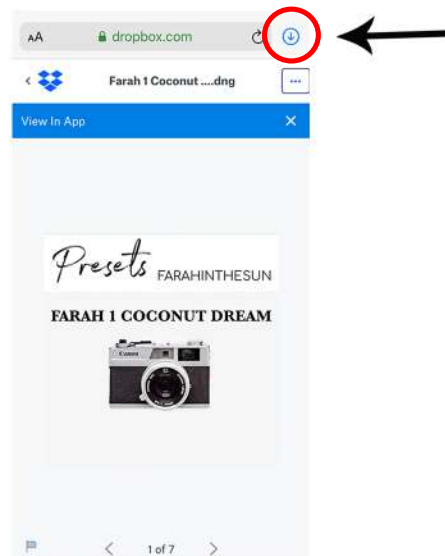 AA dropbox.com
Farah 1 Coconut ....dng
View In App
Presets FARAHINTHESUN
FARAH 1 COCONUT DREAM
Canon
1 of 7